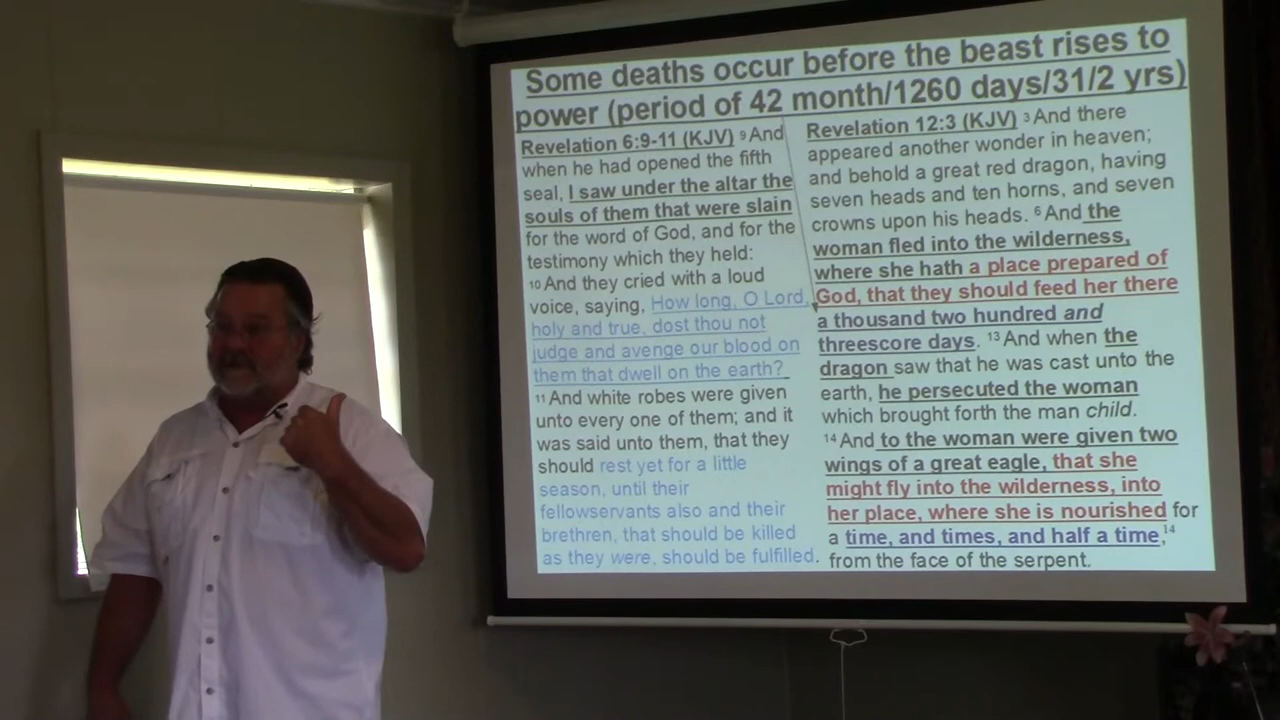 Some deaths occur before the beast rises to
power (period of 42 month/1260 days/31/2 yrs)
Revelation 6:9-11 (KJV) 9 And
when he had opened the fifth
seal, I saw under the altar the
souls of them that were slain
for the word of God, and for the
testimony which they held:
10 And they cried with a loud
voice, saying, How long, O Lord,
holy and true, dost thou not
judge and avenge our blood on
them that dwell on the earth?
11 And white robes were given
unto every one of them; and it
was said unto them, that they
should rest yet for a little
season, until their
fellowservants also and their
brethren, that should be killed
as they were, should be fulfilled.
Revelation 12:3 (KJV) 3 And there
appeared another wonder in heaven;
and behold a great red dragon, having
seven heads and ten horns, and seven
crowns upon his heads. 6 And the
woman fled into the wilderness,
where she hath a place prepared of
God, that they should feed her there
a thousand two hundred and
threescore days. 13 And when the
dragon saw that he was cast unto the
earth, he persecuted the woman
which brought forth the man child.
14 And to the woman were given two
wings of a great eagle, that she
might fly into the wilderness, into
her place, where she is nourished for
a time, and times, and half a time,14
from the face of the serpent.